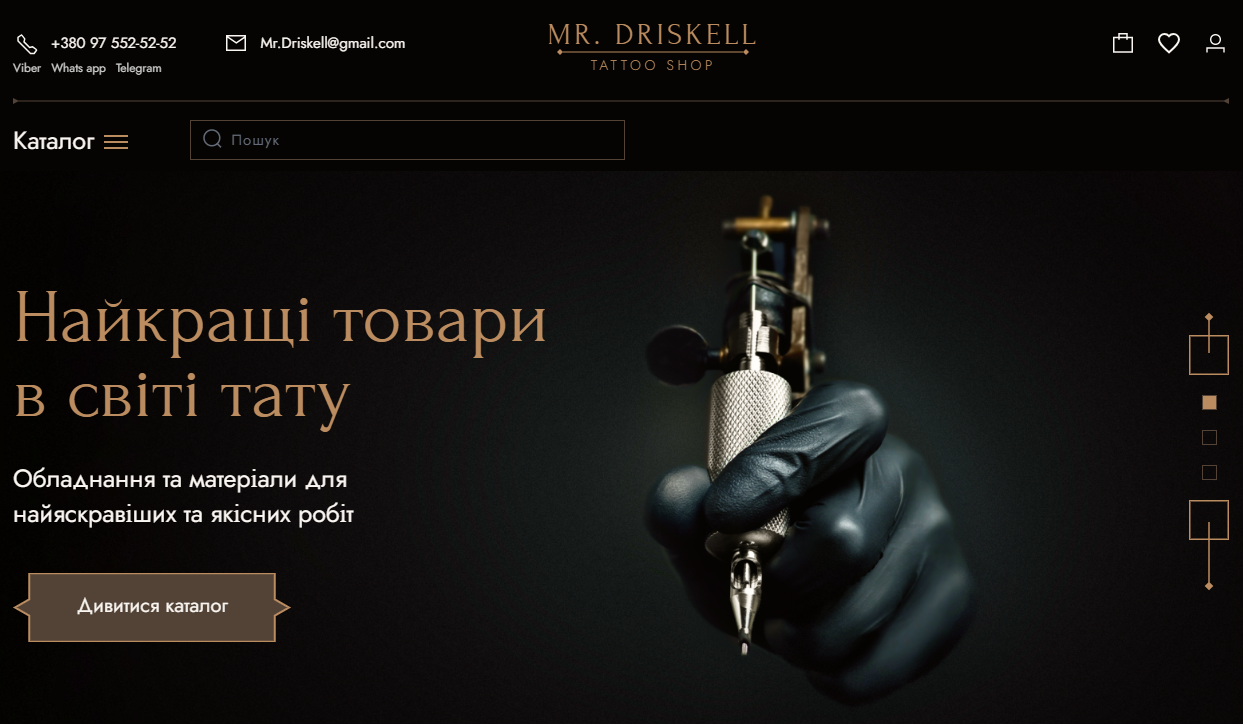 +380 97 552-52-52
Mr.Driskell@gmail.com
Viber Whats app Telegram
MR. DRISKELL
TATTOO SHOP
Каталог
Пошук
Найкращі товари
в світі тату
Обладнання та матеріали для
найяскравіших та якісних робіт
Дивитися каталог